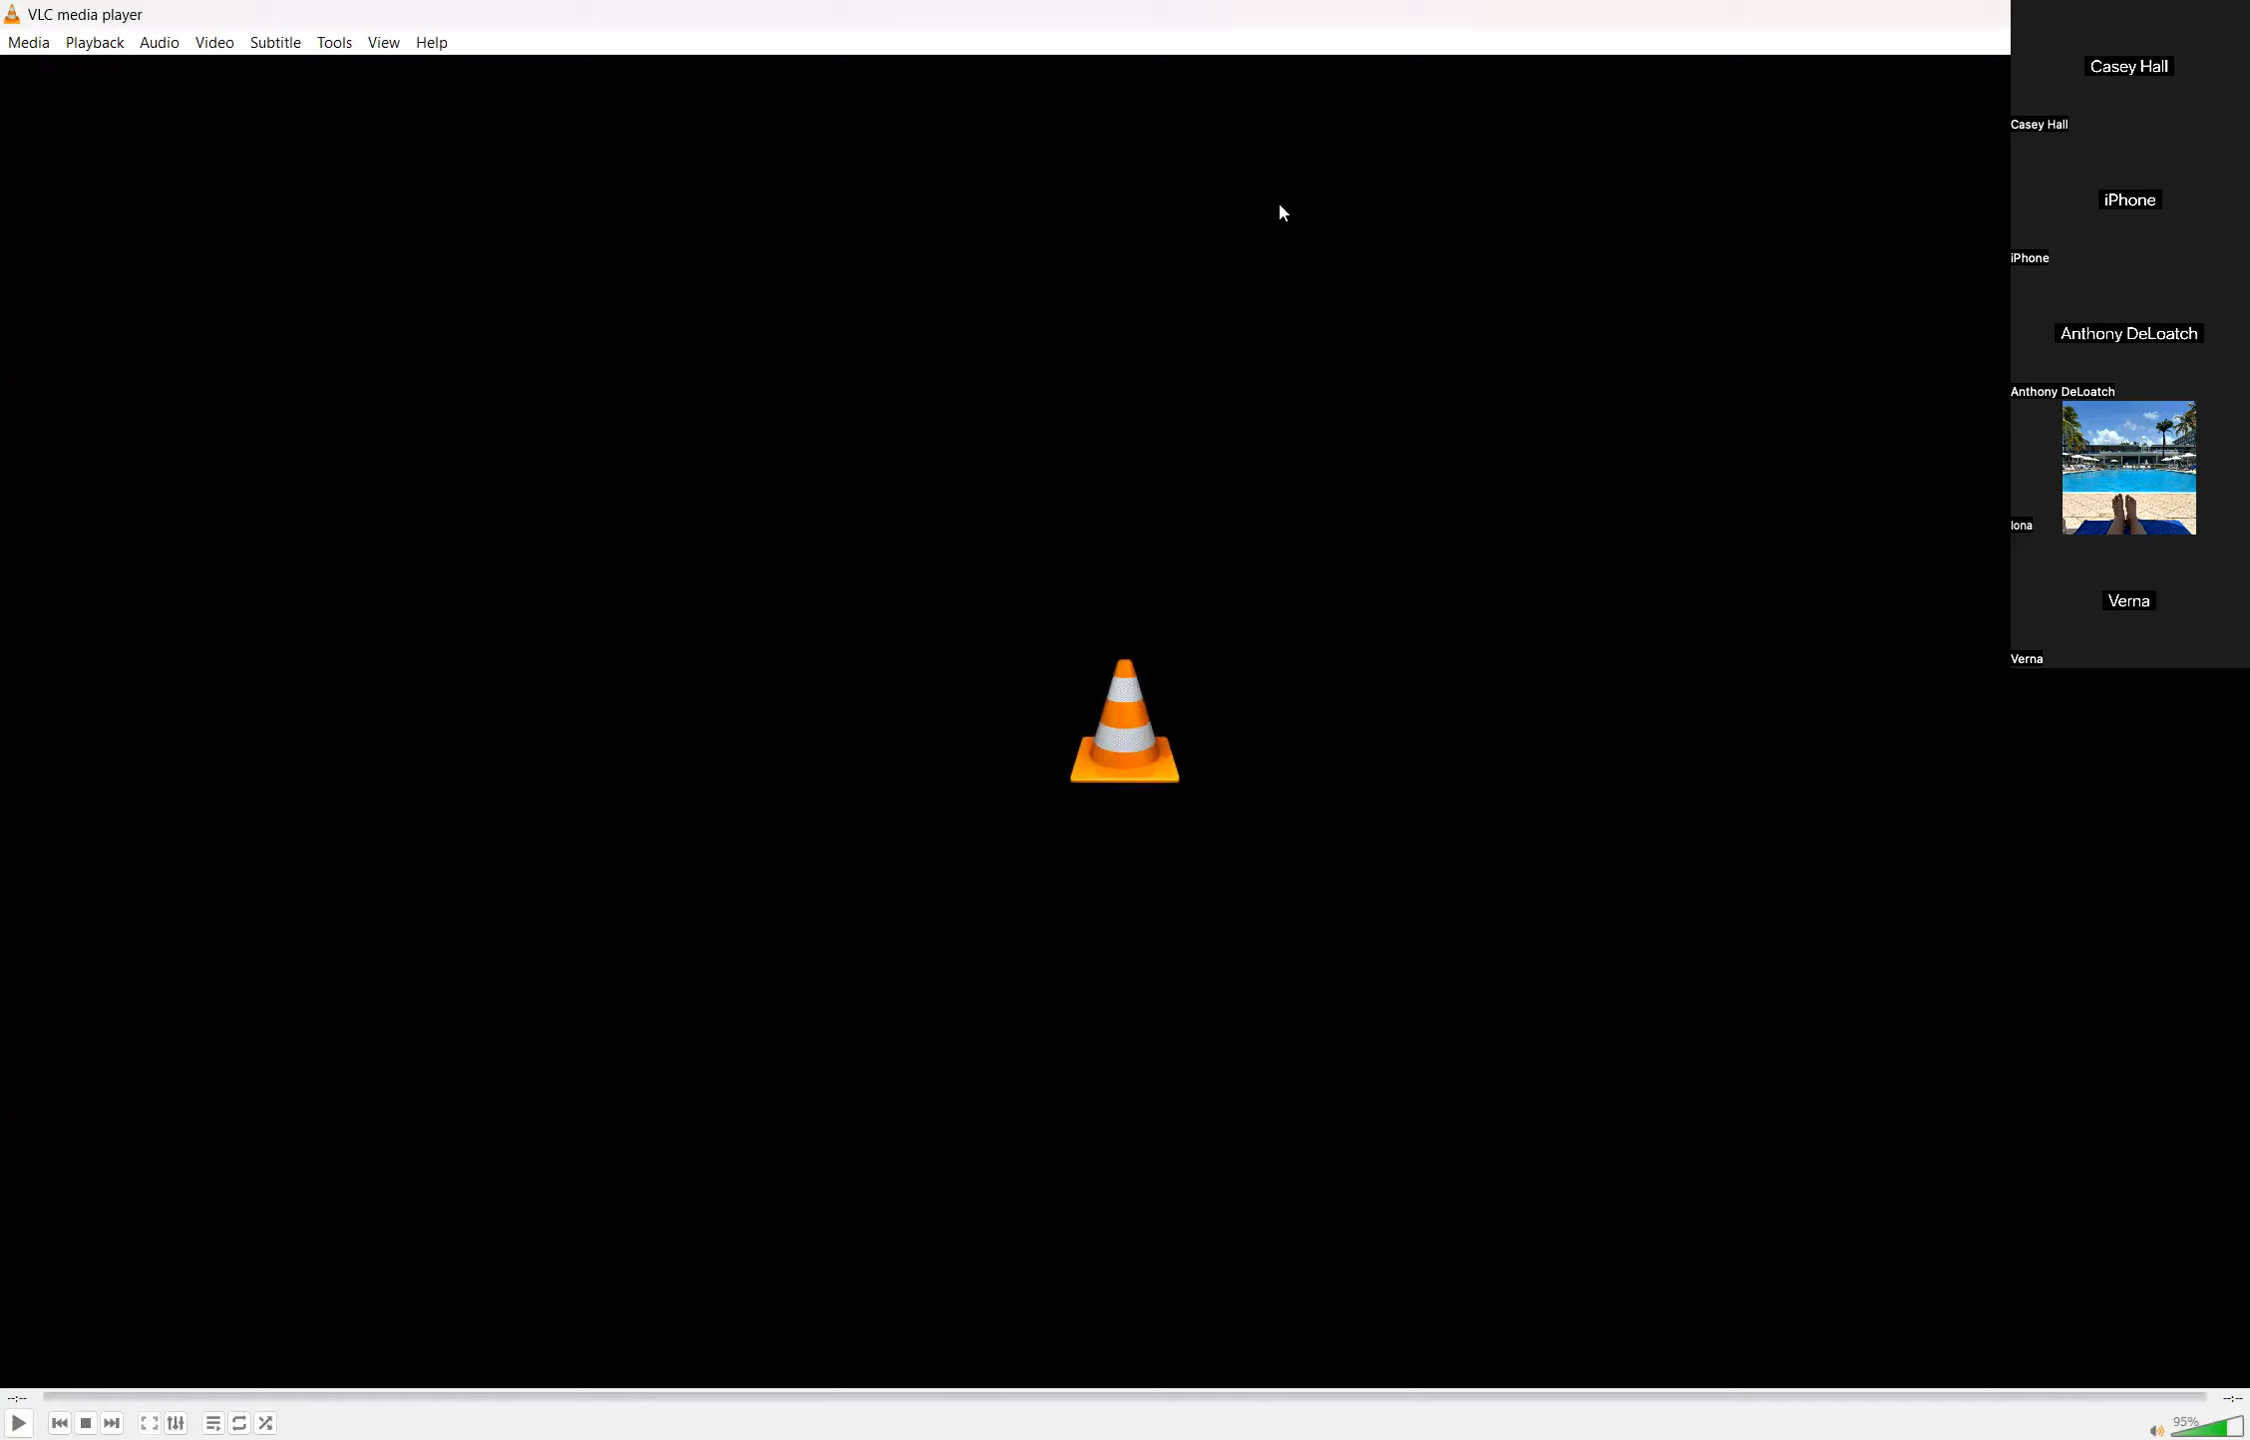 VLC media player
Media Playback Audio Video Subtitle Tools View Help
Casey Hall
Casey Hall
iPhone
iPhone
Anthony DeLoatch
Anthony DeLoatch
Iona
Verna
Verna
--:-- --:--
95%